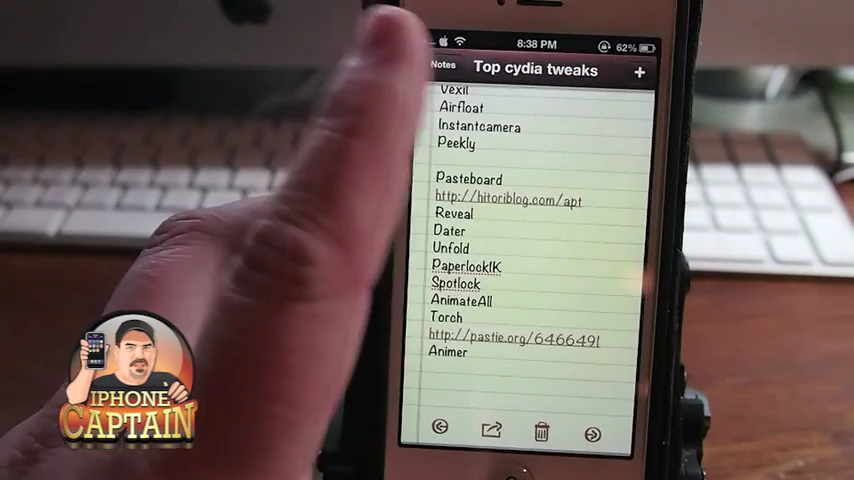 8:38 PM
62%
Notes
Top cydia tweaks
+
Vexil
Airfloat
Instantcamera
Peekly
Pasteboard
http://hitoriblog.com/apt
Reveal
Dater
Unfold
PaperlockIK
Spotlock
AnimateAll
Torch
http://pastie.org/6466491
Animer
IPHONE
CAPTAIN